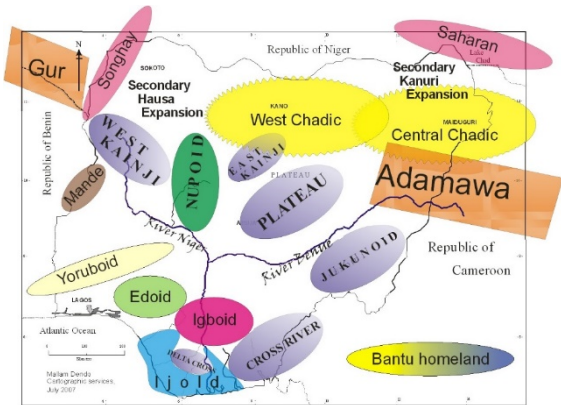 Gur
N
Songhay
SOKOTO
Republic of Niger
Saharan
Lake
Chad
Secondary
Hausa
Expansion
Secondary
Kanuri
Expansion
KANO
West Chadic
MAIDUGURI
Central Chadic
Republic of Benin
WEST
KAINJI
EAST
KAINJI
Mande
NUPOID
PLATEAU
PLATEAU
Adamawa
River Niger
River Benue
JUKUNOID
Republic of
Cameroon
Yoruboid
LAGOS
Edoid
Igboid
Atlantic Ocean
CROSS/RIVER
DELTA CROSS
Ijoid
Bantu homeland
Mallam Dendo
Cartographic services,
July 2007